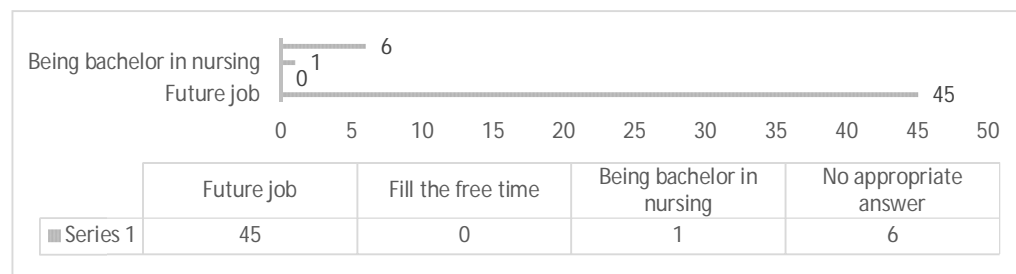 6
Being bachelor in nursing 1
0
Future job 45
0 5 10 15 20 25 30 35 40 45 50
Future job Fill the free time Being bachelor in nursing No appropriate answer
Series 1 45 0 1 6